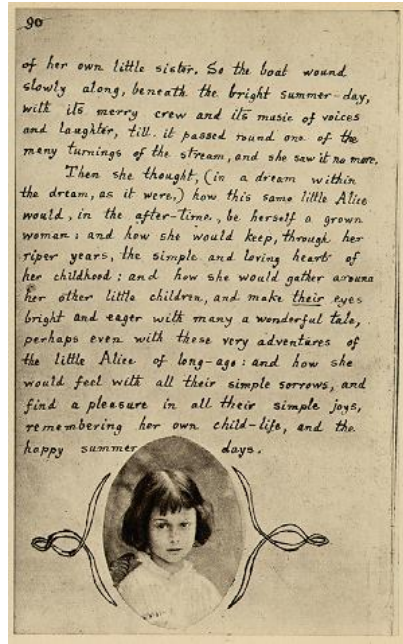 90
of her own little sister. So the boat wound
slowly along, beneath the bright summer-day,
with its merry crew and its music of voices
and laughter, till it passed round one of the
many turnings of the stream, and she saw it no more.
Then she thought, (in a dream within
the dream, as it were,) how this same little Alice
would, in the after-time, be herself a grown
woman: and how she would keep, through her
riper years, the simple and loving heart of
her childhood: and how she would gather around
her other little children, and make their eyes
bright and eager with many a wonderful tale,
perhaps even with these very adventures of
the little Alice of long-ago: and how she
would feel with all their simple sorrows, and
find a pleasure in all their simple joys,
remembering her own child-life, and the
happy summer days.